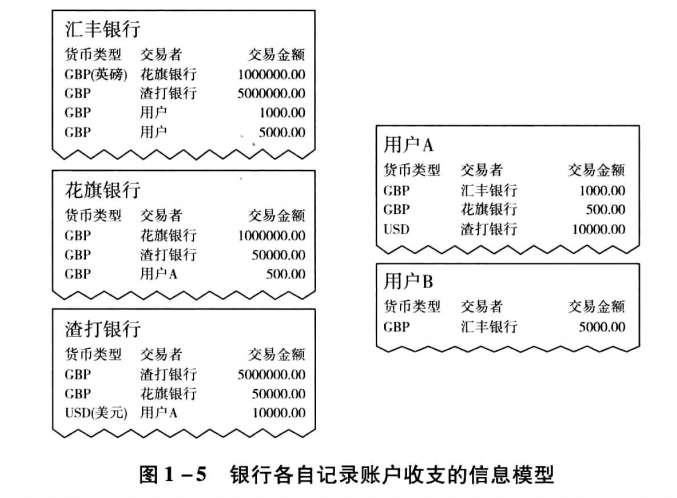 汇丰银行
货币类型 交易者 交易金额
GBP(英磅) 花旗银行 1000000.00
GBP 渣打银行 5000000.00
GBP 用户 1000.00
GBP 用户 5000.00
花旗银行
货币类型 交易者 交易金额
GBP 花旗银行 1000000.00
GBP 渣打银行 50000.00
GBP 用户A 500.00
渣打银行
货币类型 交易者 交易金额
GBP 渣打银行 5000000.00
GBP 花旗银行 50000.00
USD(美元) 用户A 10000.00
用户A
货币类型 交易者 交易金额
GBP 汇丰银行 1000.00
GBP 花旗银行 500.00
USD 渣打银行 10000.00
用户B
货币类型 交易者 交易金额
GBP 汇丰银行 5000.00
图1-5 银行各自记录账户收支的信息模型